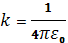 k = 1/4πε₀